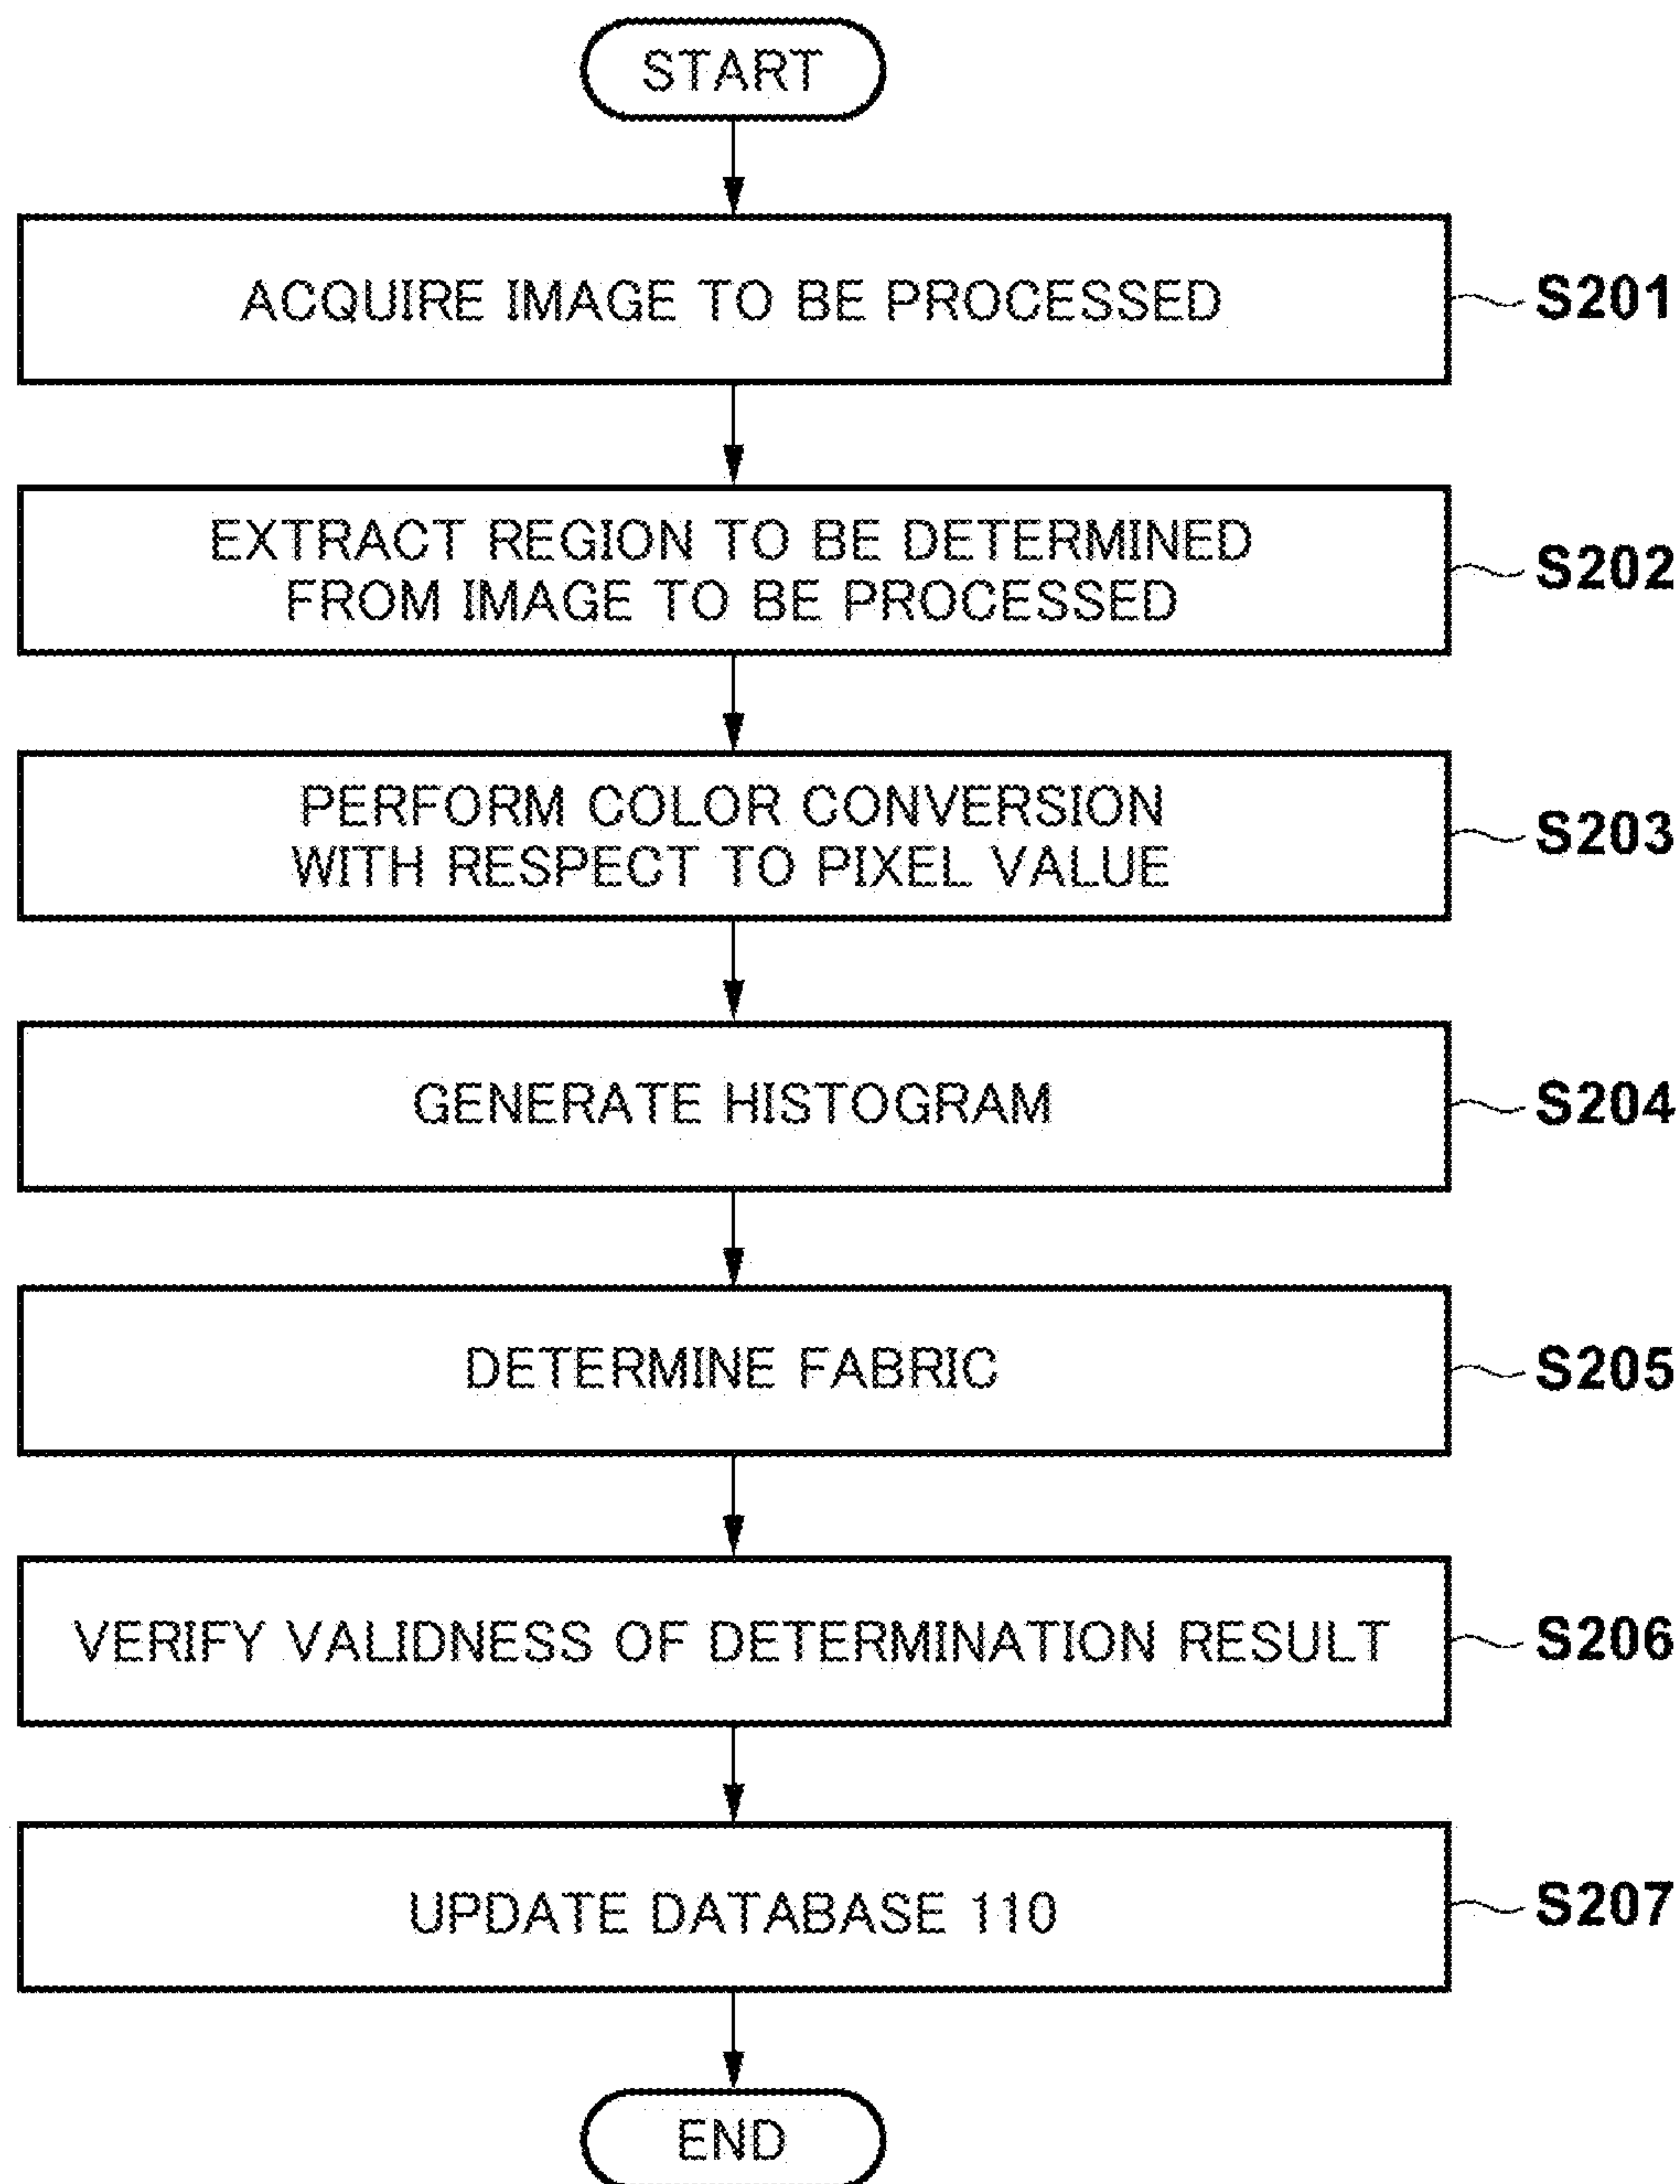 START
ACQUIRE IMAGE TO BE PROCESSED
S201
EXTRACT REGION TO BE DETERMINED
FROM IMAGE TO BE PROCESSED
S202
PERFORM COLOR CONVERSION
WITH RESPECT TO PIXEL VALUE
S203
GENERATE HISTOGRAM
S204
DETERMINE FABRIC
S205
VERIFY VALIDNESS OF DETERMINATION RESULT
S206
UPDATE DATABASE 110
S207
END